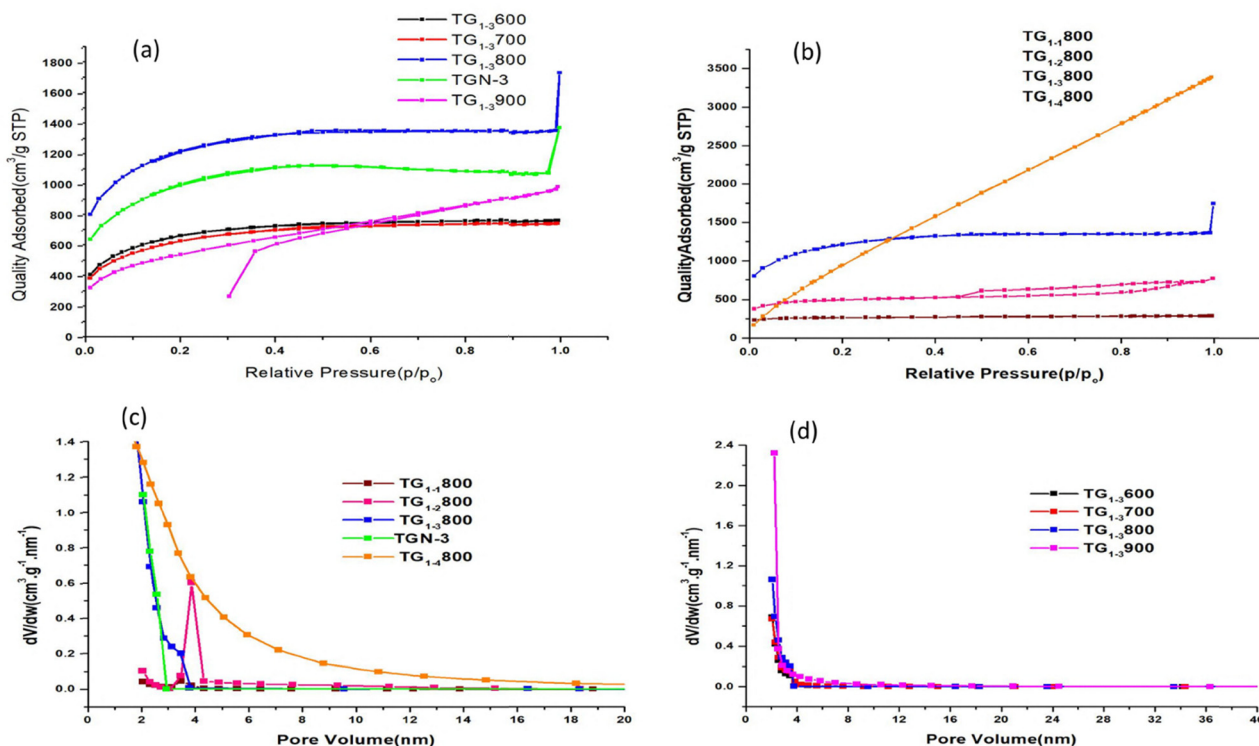 (a)
TG₁₋₃600
TG₁₋₃700
TG₁₋₃800
TGN-3
TG₁₋₃900
Quality Adsorbed(cm³/g STP)
1800
1600
1400
1200
1000
800
600
400
200
0
0.0 0.2 0.4 0.6 0.8 1.0
Relative Pressure(p/pₒ)
(b)
TG₁₋₁800
TG₁₋₂800
TG₁₋₃800
TG₁₋₄800
QualityAdsorbed(cm³/g STP)
3500
3000
2500
2000
1500
1000
500
0
0.0 0.2 0.4 0.6 0.8 1.0
Relative Pressure(p/pₒ)
(c)
TG₁₋₁800
TG₁₋₂800
TG₁₋₃800
TGN-3
TG₁₋₄800
dV/dw(cm³.g⁻¹.nm⁻¹)
1.4
1.2
1.0
0.8
0.6
0.4
0.2
0.0
0 2 4 6 8 10 12 14 16 18 20
Pore Volume(nm)
(d)
TG₁₋₃600
TG₁₋₃700
TG₁₋₃800
TG₁₋₃900
dV/dw(cm³.g⁻¹.nm⁻¹)
2.4
2.0
1.6
1.2
0.8
0.4
0.0
0 4 8 12 16 20 24 28 32 36 40
Pore Volume(nm)